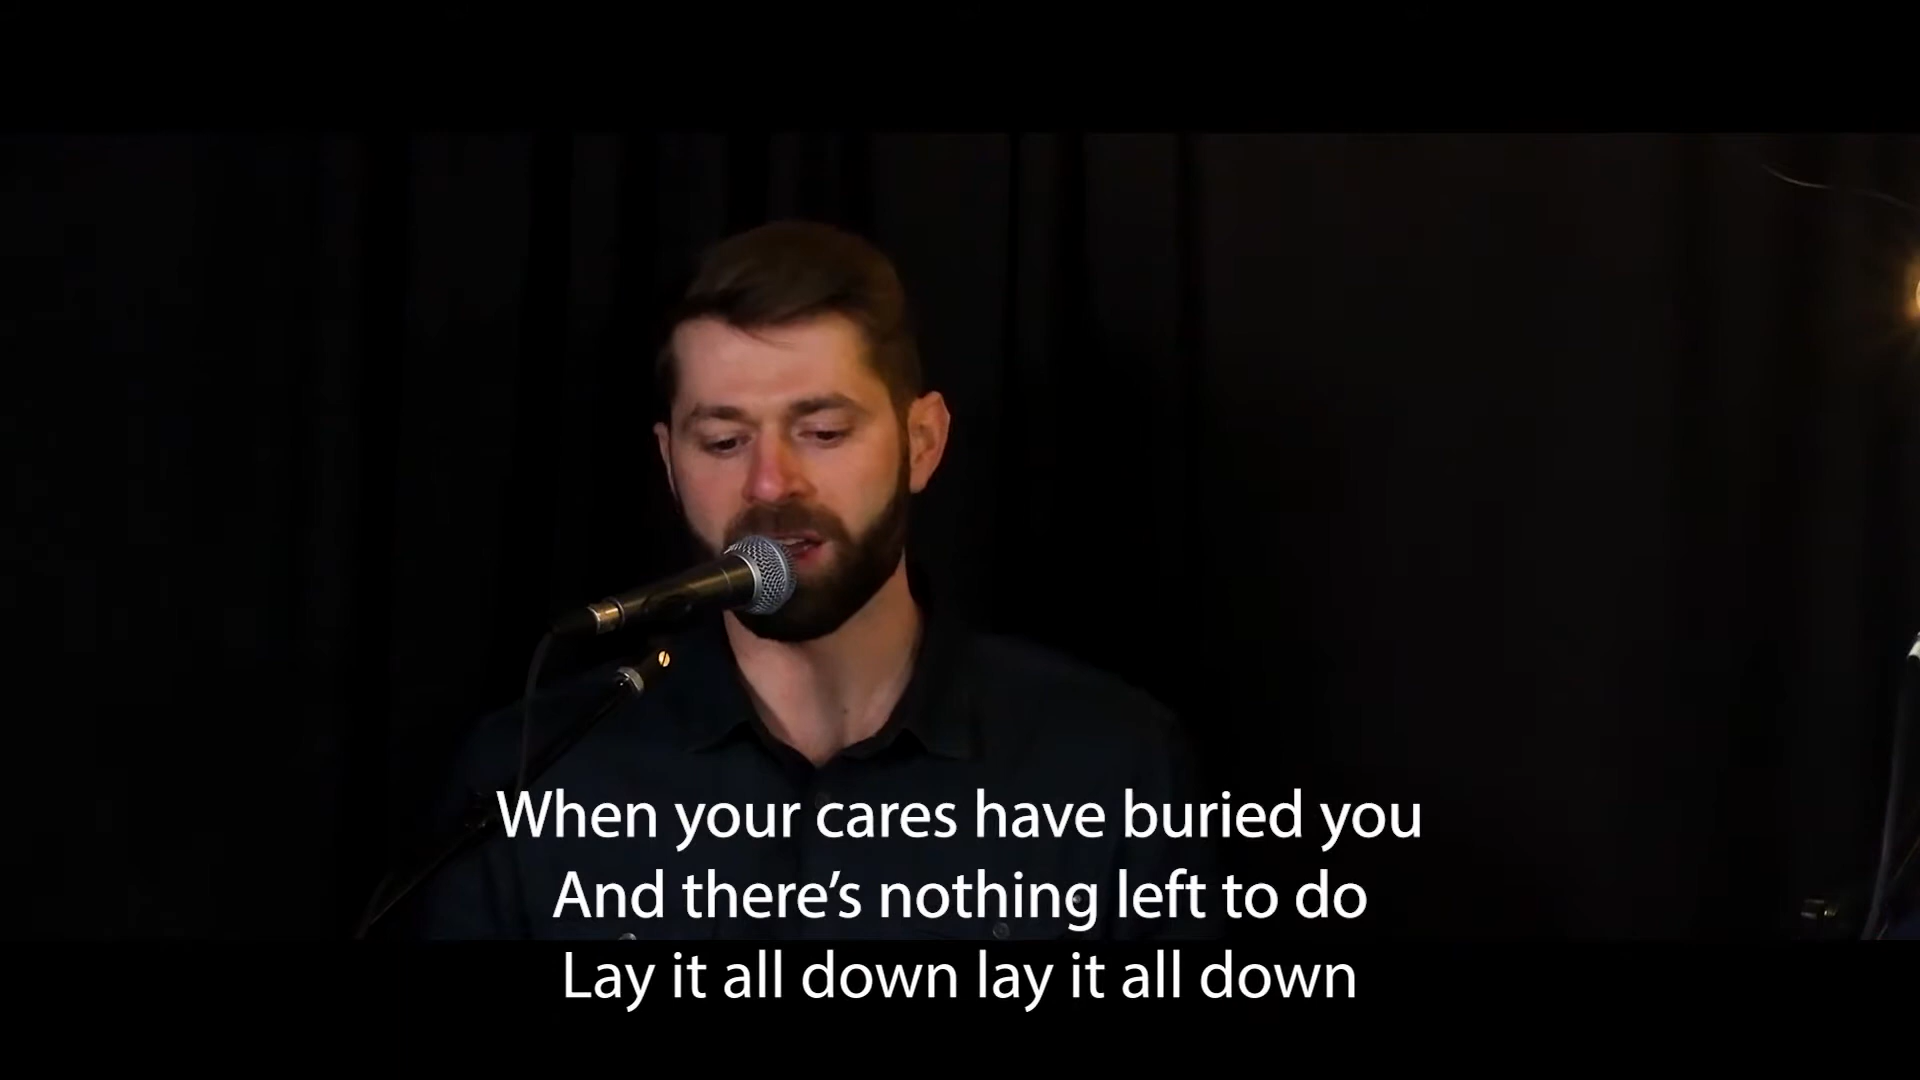 When your cares have buried you
And there’s nothing left to do
Lay it all down lay it all down